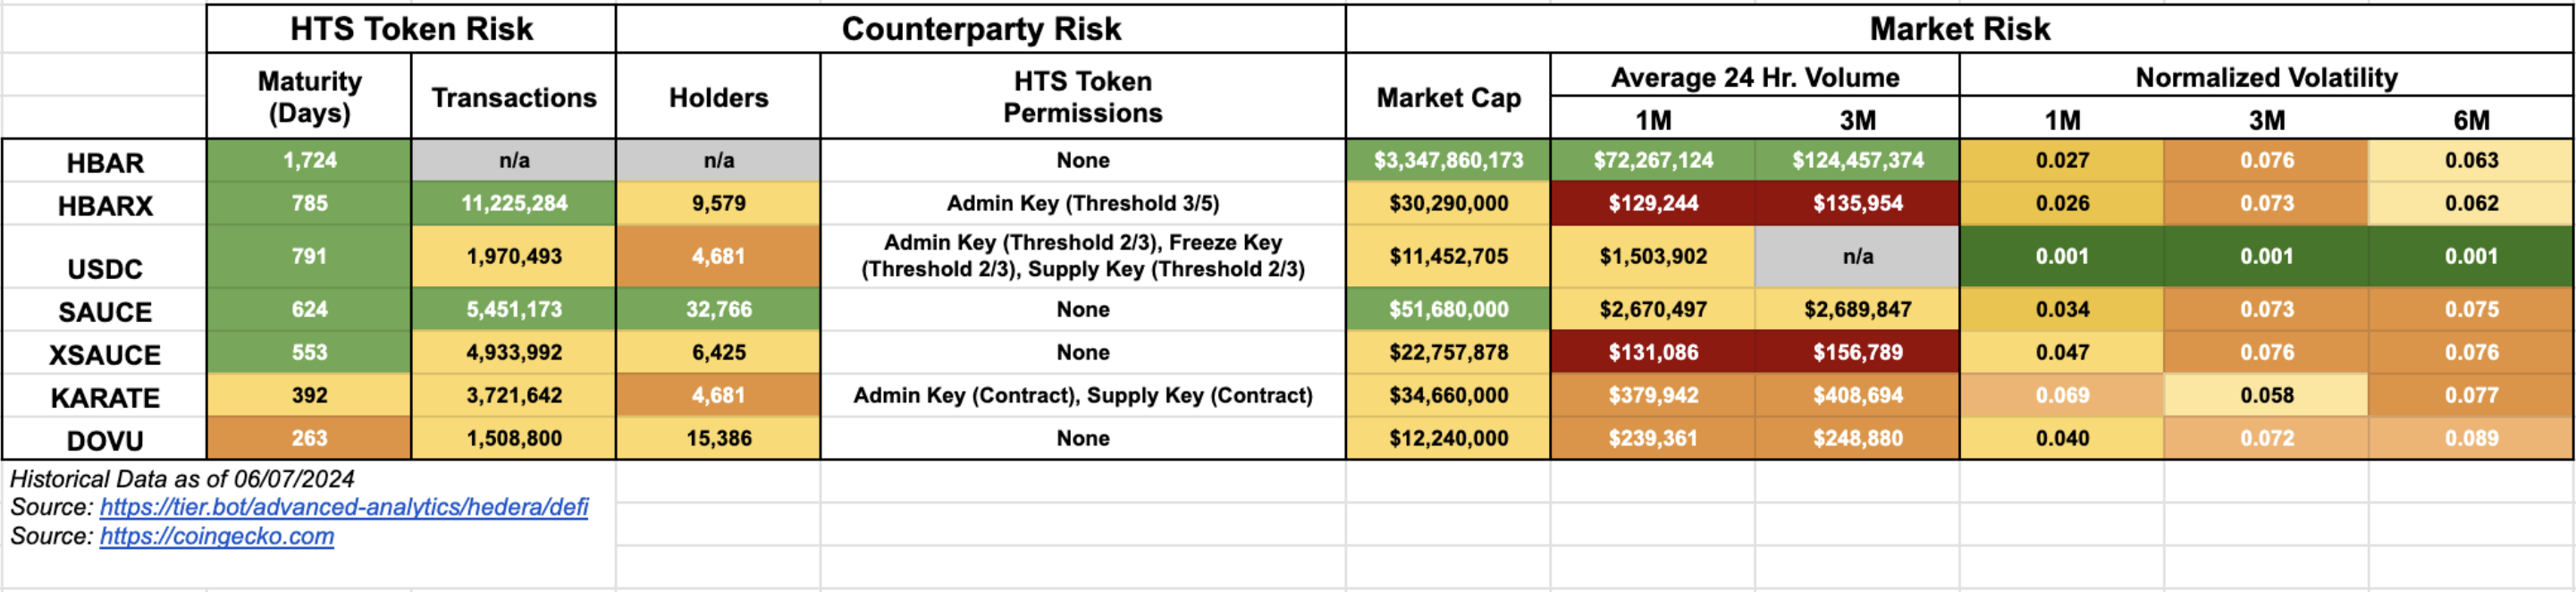 HTS Token Risk Counterparty Risk Market Risk
Maturity (Days) Transactions Holders HTS Token Permissions Market Cap Average 24 Hr. Volume Normalized Volatility
1M 3M 1M 3M 6M
HBAR 1,724 n/a n/a None $3,347,860,173 $72,267,124 $124,457,374 0.027 0.076 0.063
HBARX 785 11,225,284 9,579 Admin Key (Threshold 3/5) $30,290,000 $129,244 $135,954 0.026 0.073 0.062
USDC 791 1,970,493 4,681 Admin Key (Threshold 2/3), Freeze Key (Threshold 2/3), Supply Key (Threshold 2/3) $11,452,705 $1,503,902 n/a 0.001 0.001 0.001
SAUCE 624 5,451,173 32,766 None $51,680,000 $2,670,497 $2,689,847 0.034 0.073 0.075
XSAUCE 553 4,933,992 6,425 None $22,757,878 $131,086 $156,789 0.047 0.076 0.076
KARATE 392 3,721,642 4,681 Admin Key (Contract), Supply Key (Contract) $34,660,000 $379,942 $408,694 0.069 0.058 0.077
DOVU 263 1,508,800 15,386 None $12,240,000 $239,361 $248,880 0.040 0.072 0.089
Historical Data as of 06/07/2024
Source: https://tier.bot/advanced-analytics/hedera/defi
Source: https://coingecko.com